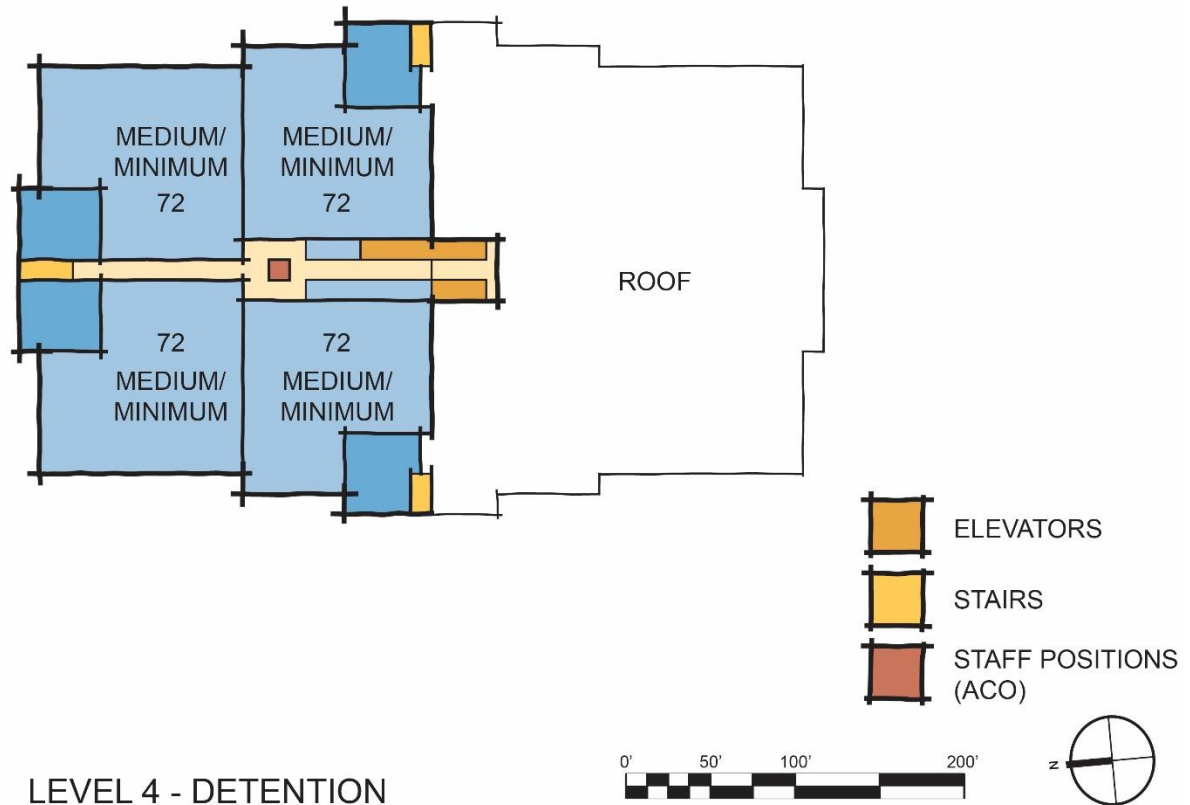 MEDIUM/
MINIMUM
72
MEDIUM/
MINIMUM
72
72
MEDIUM/
MINIMUM
72
MEDIUM/
MINIMUM
ROOF
ELEVATORS
STAIRS
STAFF POSITIONS
(ACO)
LEVEL 4 - DETENTION
0' 50' 100' 200'
N